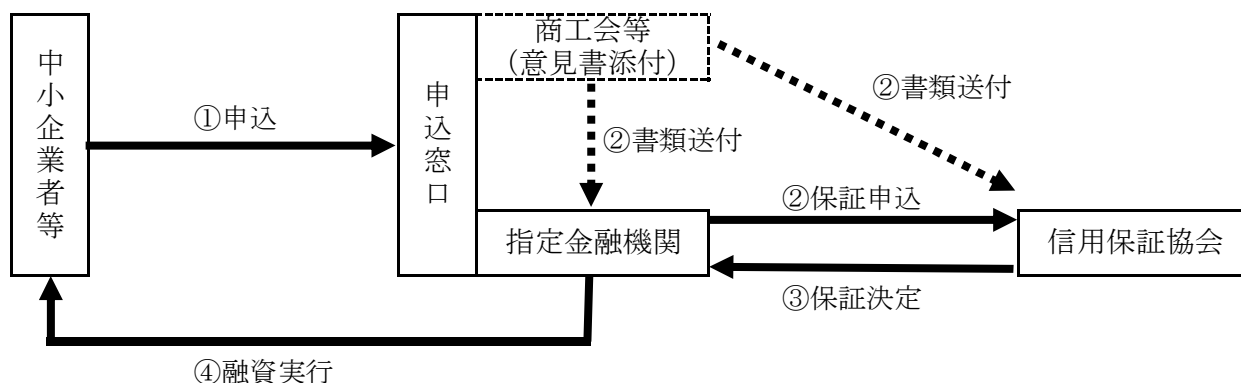 中小企業者等
①申込
申込窓口
商工会等
(意見書添付)
②書類送付
②書類送付
指定金融機関
②保証申込
③保証決定
信用保証協会
④融資実行